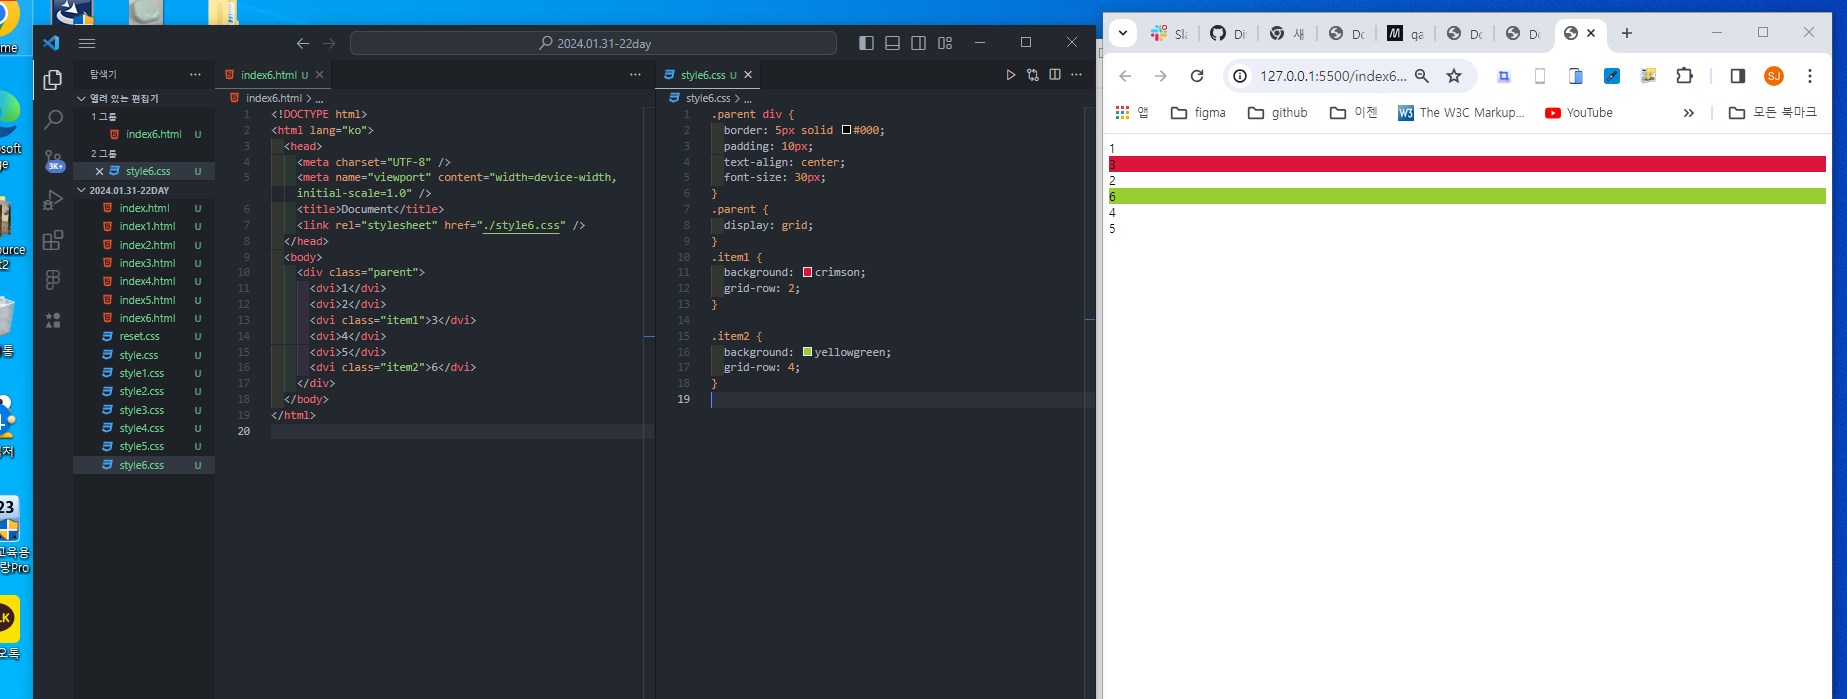 me
osoft
ge
ource
t2
통
저
23
교육용
랑Pro
LK
오톡
2024.01.31-22day
탐색기
열려 있는 편집기
1 그룹
index6.html U
2 그룹
style6.css U
3K+
2024.01.31-22DAY
index.html U
index1.html U
index2.html U
index3.html U
index4.html U
index5.html U
index6.html U
reset.css U
style.css U
style1.css U
style2.css U
style3.css U
style4.css U
style5.css U
style6.css U
index6.html U
index6.html > ...
1 <!DOCTYPE html>
2 <html lang="ko">
3 <head>
4 <meta charset="UTF-8" />
5 <meta name="viewport" content="width=device-width,
initial-scale=1.0" />
6 <title>Document</title>
7 <link rel="stylesheet" href="./style6.css" />
8 </head>
9 <body>
10 <div class="parent">
11 <dvi>1</dvi>
12 <dvi>2</dvi>
13 <dvi class="item1">3</dvi>
14 <dvi>4</dvi>
15 <dvi>5</dvi>
16 <dvi class="item2">6</dvi>
17 </div>
18 </body>
19 </html>
20
style6.css U
style6.css > ...
1 .parent div {
2 border: 5px solid #000;
3 padding: 10px;
4 text-align: center;
5 font-size: 30px;
6 }
7 .parent {
8 display: grid;
9 }
10 .item1 {
11 background: crimson;
12 grid-row: 2;
13 }
14
15 .item2 {
16 background: yellowgreen;
17 grid-row: 4;
18 }
19
Sla Di 새 Do qa Do Do
127.0.0.1:5500/index6... SJ
앱 figma github 이젠 W3 The W3C Markup... YouTube » 모든 북마크
1
3
2
6
4
5